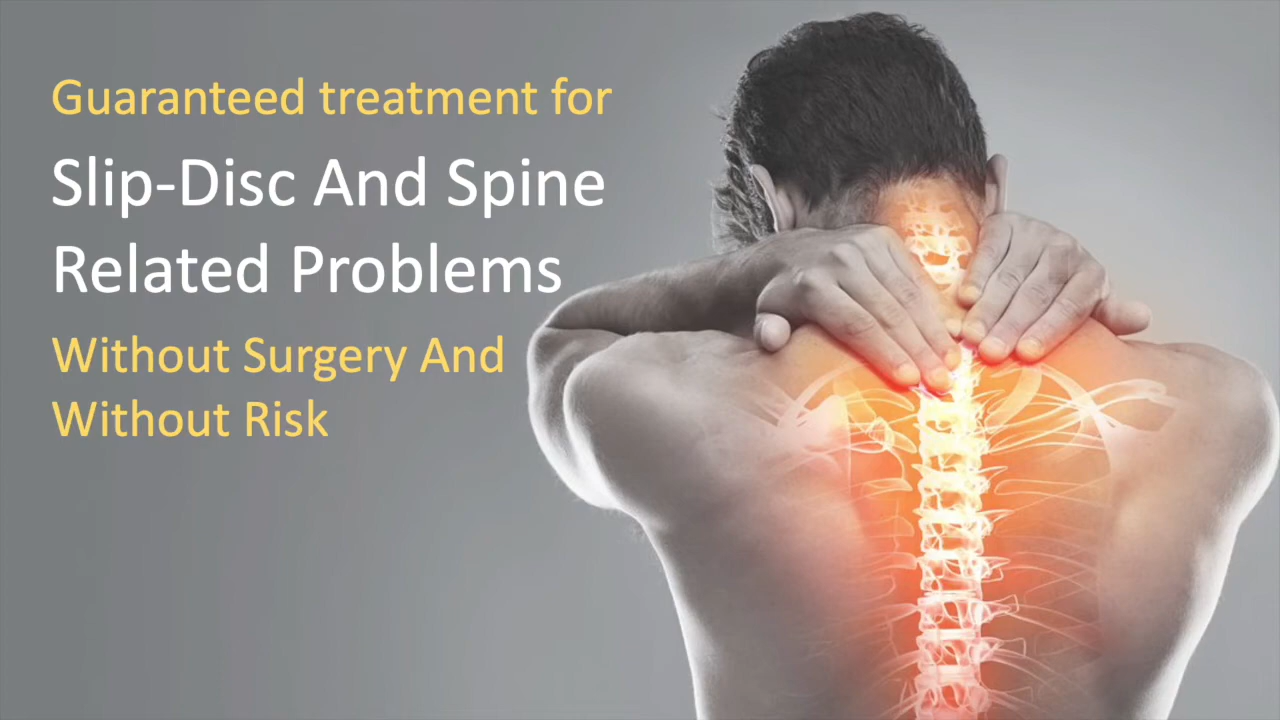 Guaranteed treatment for
Slip-Disc And Spine
Related Problems
Without Surgery And
Without Risk